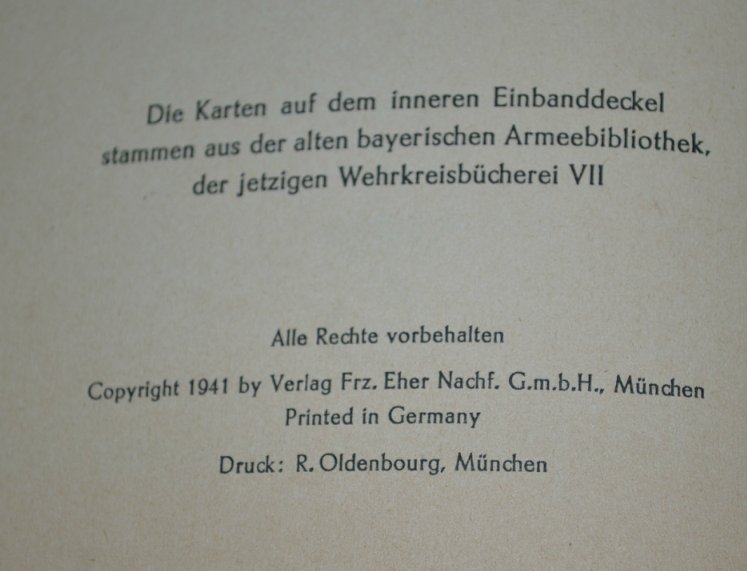 Die Karten auf dem inneren Einbanddeckel
stammen aus der alten bayerischen Armeebibliothek,
der jetzigen Wehrkreisbücherei VII
Alle Rechte vorbehalten
Copyright 1941 by Verlag Frz. Eher Nachf. G.m.b.H., München
Printed in Germany
Druck: R. Oldenbourg, München